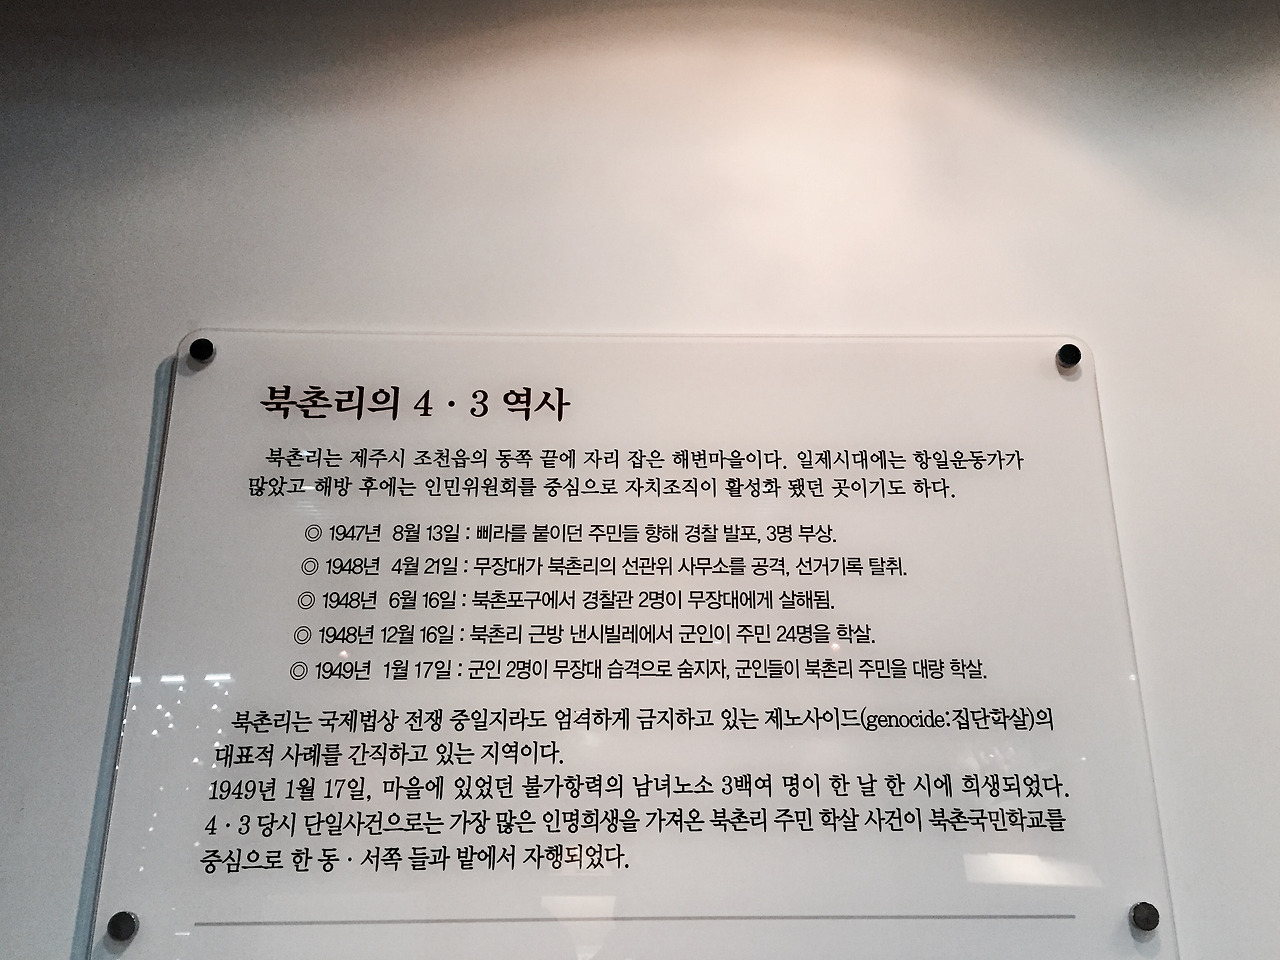 북촌리의 4 · 3 역사
북촌리는 제주시 조천읍의 동쪽 끝에 자리 잡은 해변마을이다. 일제시대에는 항일운동가가
많았고 해방 후에는 인민위원회를 중심으로 자치조직이 활성화 됐던 곳이기도 하다.
◎ 1947년 8월 13일 : 삐라를 붙이던 주민들 향해 경찰 발포, 3명 부상.
◎ 1948년 4월 21일 : 무장대가 북촌리의 선관위 사무소를 공격, 선거기록 탈취.
◎ 1948년 6월 16일 : 북촌포구에서 경찰관 2명이 무장대에게 살해됨.
◎ 1948년 12월 16일 : 북촌리 근방 낸시빌레에서 군인이 주민 24명을 학살.
◎ 1949년 1월 17일 : 군인 2명이 무장대 습격으로 숨지자, 군인들이 북촌리 주민을 대량 학살.
북촌리는 국제법상 전쟁 중일지라도 엄격하게 금지하고 있는 제노사이드(genocide:집단학살)의
대표적 사례를 간직하고 있는 지역이다.
1949년 1월 17일, 마을에 있었던 불가항력의 남녀노소 3백여 명이 한 날 한 시에 희생되었다.
4 · 3 당시 단일사건으로는 가장 많은 인명희생을 가져온 북촌리 주민 학살 사건이 북촌국민학교를
중심으로 한 동 · 서쪽 들과 밭에서 자행되었다.